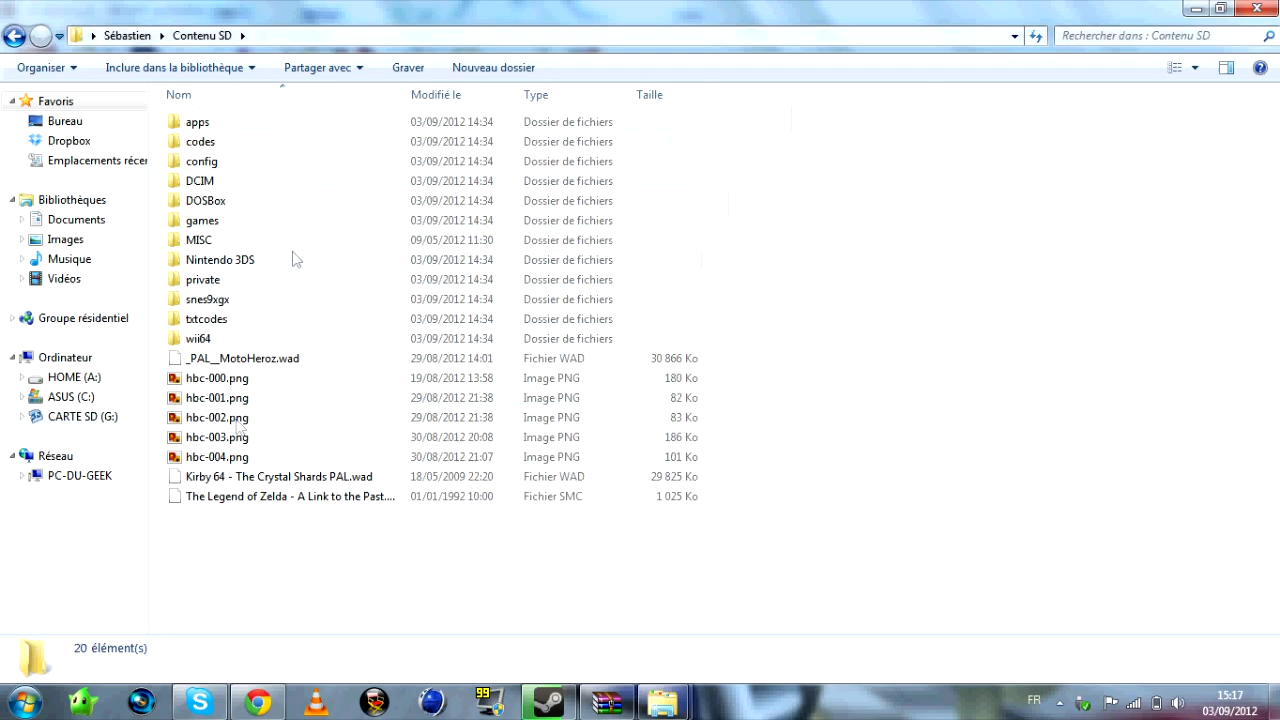 Sébastien Contenu SD
Rechercher dans : Contenu SD
Organiser Inclure dans la bibliothèque Partager avec Graver Nouveau dossier
Nom Modifié le Type Taille
Favoris
Bureau
Dropbox
Emplacements récer
Bibliothèques
Documents
Images
Musique
Vidéos
Groupe résidentiel
Ordinateur
HOME (A:)
ASUS (C:)
CARTE SD (G:)
Réseau
PC-DU-GEEK
apps 03/09/2012 14:34 Dossier de fichiers
codes 03/09/2012 14:34 Dossier de fichiers
config 03/09/2012 14:34 Dossier de fichiers
DCIM 03/09/2012 14:34 Dossier de fichiers
DOSBox 03/09/2012 14:34 Dossier de fichiers
games 03/09/2012 14:34 Dossier de fichiers
MISC 09/05/2012 11:30 Dossier de fichiers
Nintendo 3DS 03/09/2012 14:34 Dossier de fichiers
private 03/09/2012 14:34 Dossier de fichiers
snes9xgx 03/09/2012 14:34 Dossier de fichiers
txtcodes 03/09/2012 14:34 Dossier de fichiers
wii64 03/09/2012 14:34 Dossier de fichiers
_PAL__MotoHeroz.wad 29/08/2012 14:01 Fichier WAD 30 866 Ko
hbc-000.png 19/08/2012 13:58 Image PNG 180 Ko
hbc-001.png 29/08/2012 21:38 Image PNG 82 Ko
hbc-002.png 29/08/2012 21:38 Image PNG 83 Ko
hbc-003.png 30/08/2012 20:08 Image PNG 186 Ko
hbc-004.png 30/08/2012 21:07 Image PNG 101 Ko
Kirby 64 - The Crystal Shards PAL.wad 18/05/2009 22:20 Fichier WAD 29 825 Ko
The Legend of Zelda - A Link to the Past.... 01/01/1992 10:00 Fichier SMC 1 025 Ko
20 élément(s)
99
FR
15:17
03/09/2012